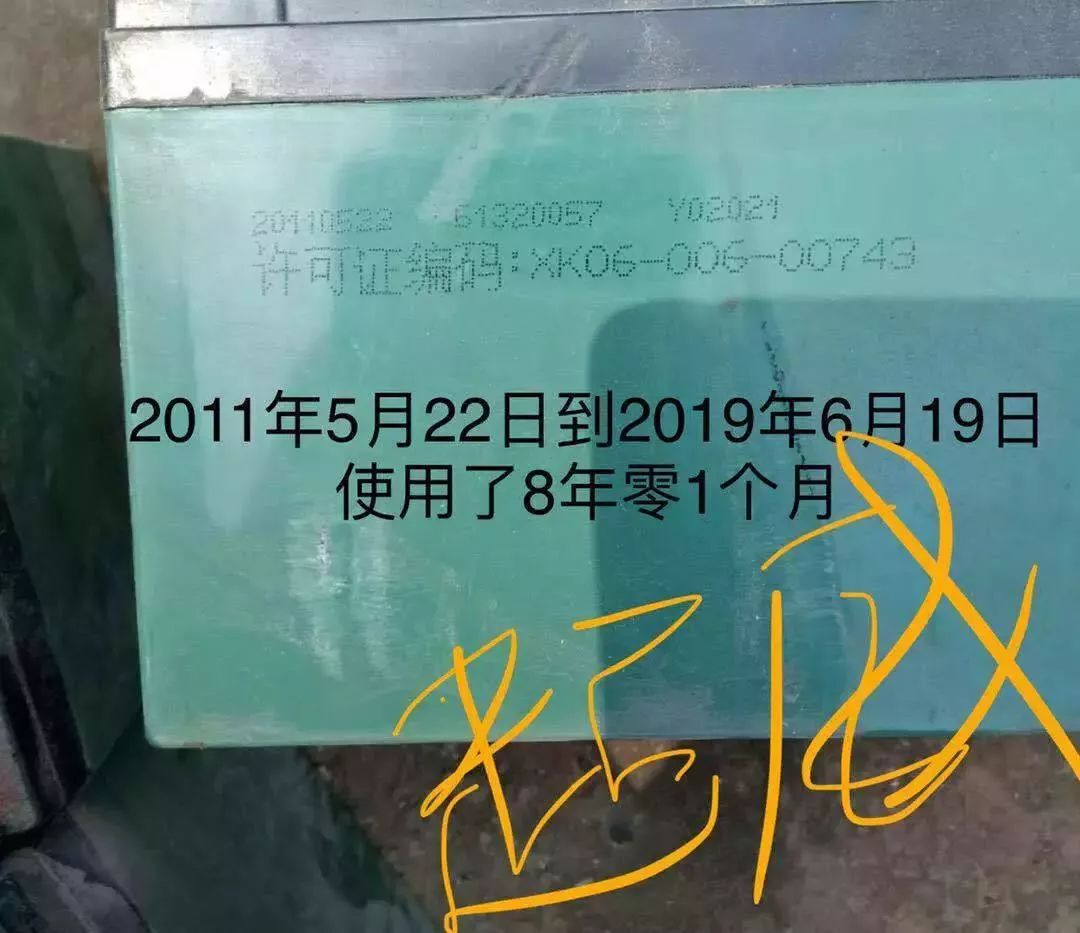 20110522 51320057 Y02021
许可证编码:XK06-006-00743
2011年5月22日到2019年6月19日
使用了8年零1个月
超威